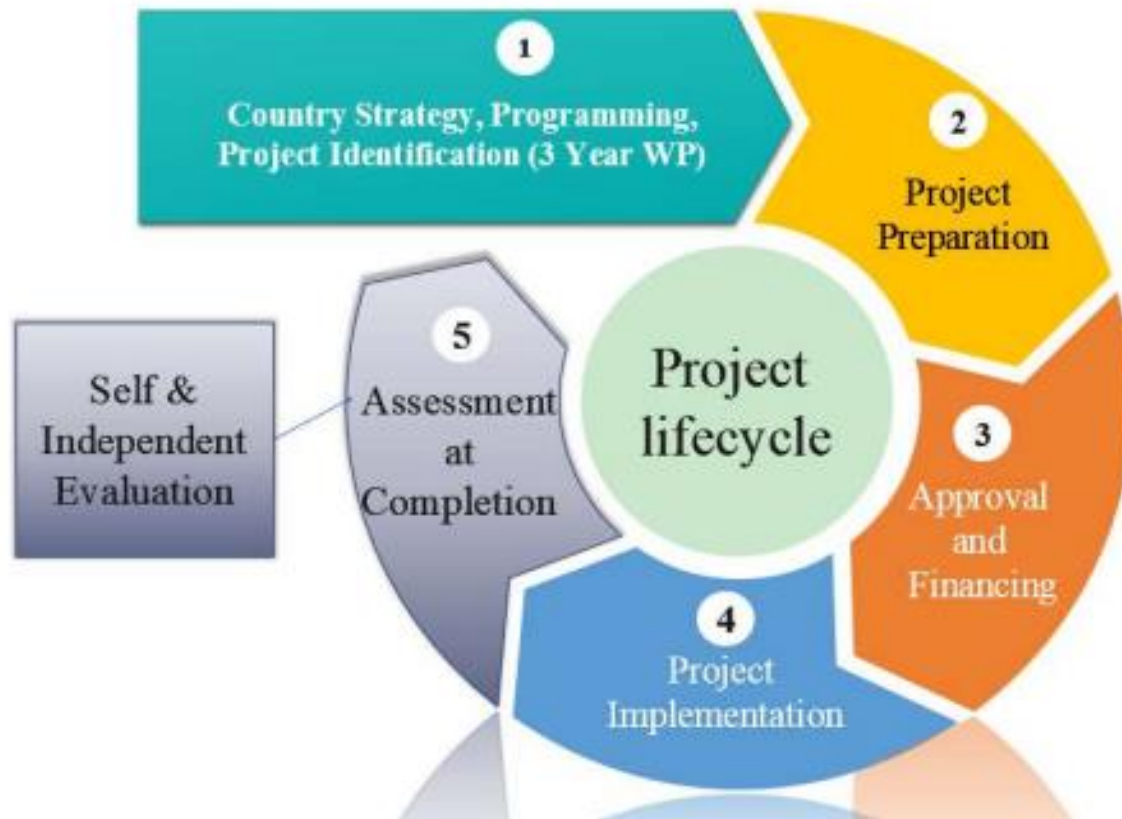 1
Country Strategy, Programming,
Project Identification (3 Year WP)
2
Project
Preparation
3
Approval
and
Financing
4
Project
Implementation
5
Assessment
at
Completion
Self &
Independent
Evaluation
Project
lifecycle